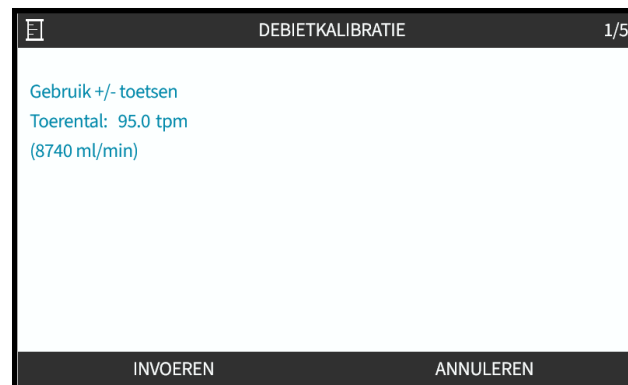 DEBIETKALIBRATIE 1/5
Gebruik +/- toetsen
Toerental: 95.0 tpm
(8740 ml/min)
INVOEREN ANNULEREN